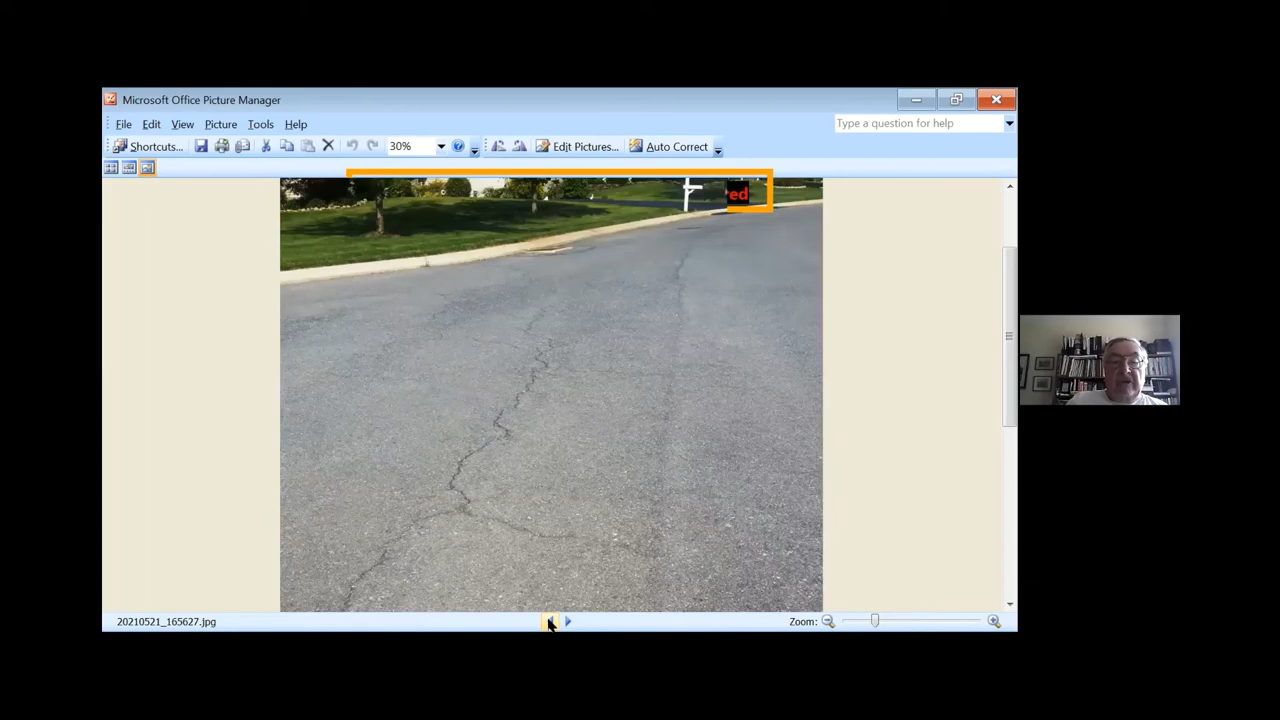 Microsoft Office Picture Manager
File Edit View Picture Tools Help
Type a question for help
Shortcuts... 30% Edit Pictures... Auto Correct
ed
20210521_165627.jpg
Zoom: